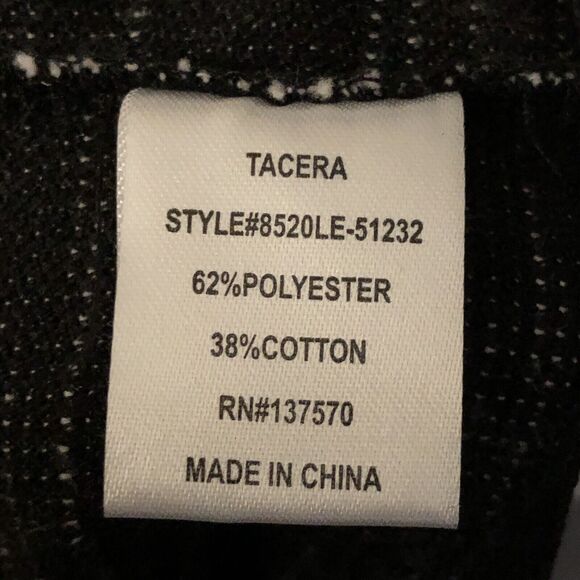 TACERA
STYLE#8520LE-51232
62%POLYESTER
38%COTTON
RN#137570
MADE IN CHINA